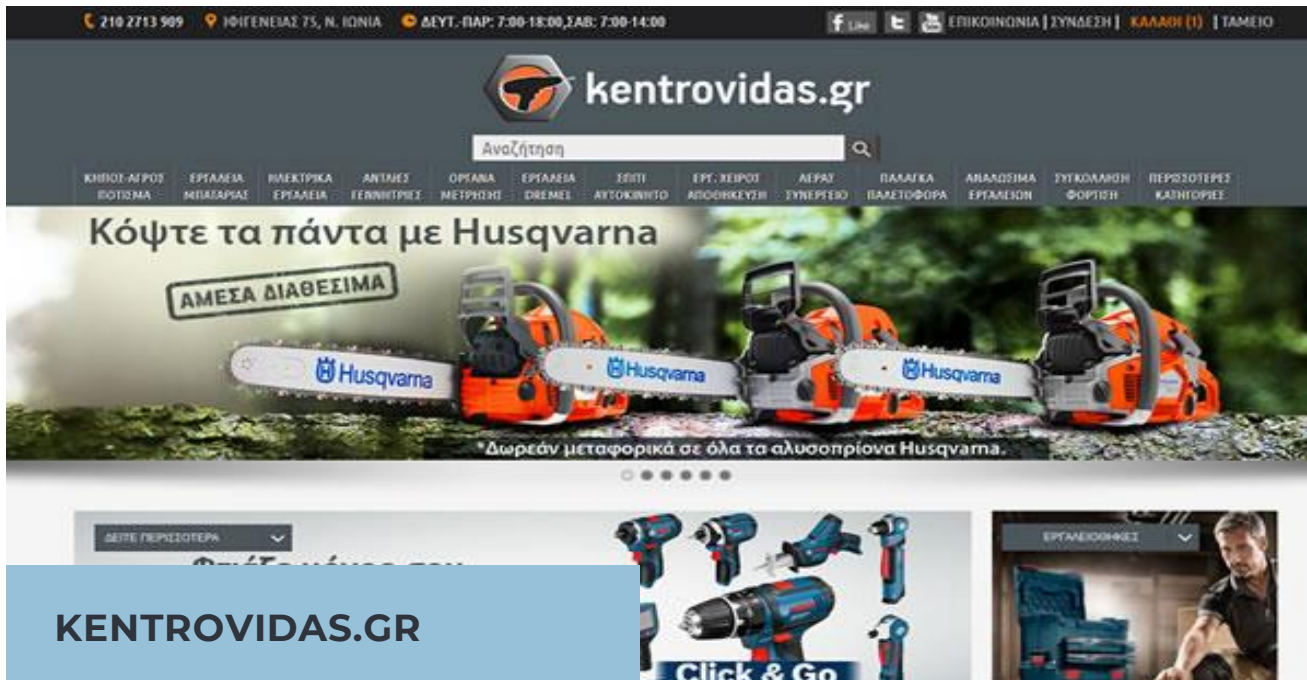 210 2713 909 ΙΦΙΓΕΝΕΙΑΣ 75, Ν. ΙΩΝΙΑ ΔΕΥΤ.-ΠΑΡ: 7:00-18:00,ΣΑΒ: 7:00-14:00 f Like You ΕΠΙΚΟΙΝΩΝΙΑ | ΣΥΝΔΕΣΗ | ΚΑΛΑΘΙ (1) | ΤΑΜΕΙΟ
kentrovidas.gr
Αναζήτηση
ΚΗΠΟΣ-ΑΓΡΟΣ ΕΡΓΑΛΕΙΑ ΗΛΕΚΤΡΙΚΑ ΑΝΤΛΙΕΣ ΟΡΓΑΝΑ ΕΡΓΑΛΕΙΑ ΣΠΙΤΙ ΕΡΓ. ΧΕΙΡΟΣ ΑΕΡΑΣ ΠΑΛΑΓΚΑ ΑΝΑΛΩΣΙΜΑ ΣΥΓΚΟΛΛΗΣΗ ΠΕΡΙΣΣΟΤΕΡΕΣ
ΠΟΤΙΣΜΑ ΜΠΑΤΑΡΙΑΣ ΕΡΓΑΛΕΙΑ ΓΕΝΝΗΤΡΙΕΣ ΜΕΤΡΗΣΗΣ DREMEL ΑΥΤΟΚΙΝΗΤΟ ΑΠΟΘΗΚΕΥΣΗ ΣΥΝΕΡΓΕΙΟ ΠΑΛΕΤΟΦΟΡΑ ΕΡΓΑΛΕΙΩΝ ΦΟΡΤΙΣΗ ΚΑΤΗΓΟΡΙΕΣ
Κόψτε τα πάντα με Husqvarna
ΑΜΕΣΑ ΔΙΑΘΕΣΙΜΑ
Husqvarna Husqvarna Husqvarna
*Δωρεάν μεταφορικά σε όλα τα αλυσοπρίονα Husqvarna.
ΔΕΙΤΕ ΠΕΡΙΣΣΟΤΕΡΑ ΕΡΓΑΛΕΙΟΘΗΚΕΣ
KENTROVIDAS.GR
Click & Go